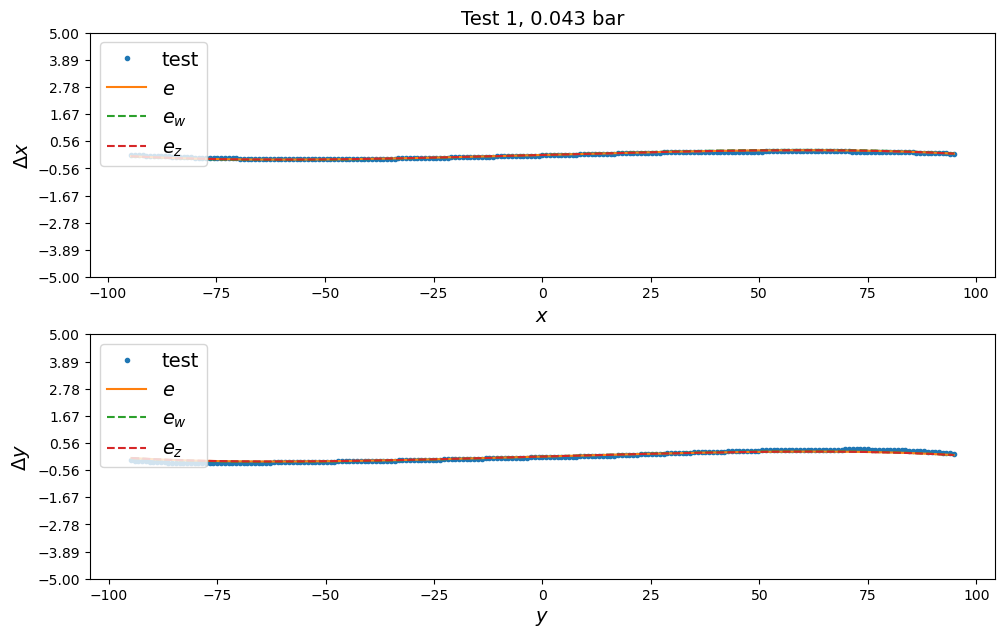 Test 1, 0.043 bar
5.00
3.89
2.78
1.67
0.56
−0.56
−1.67
−2.78
−3.89
−5.00
Δx
test
e
e_w
e_z
−100 −75 −50 −25 0 25 50 75 100
x
5.00
3.89
2.78
1.67
0.56
−0.56
−1.67
−2.78
−3.89
−5.00
Δy
test
e
e_w
e_z
−100 −75 −50 −25 0 25 50 75 100
y